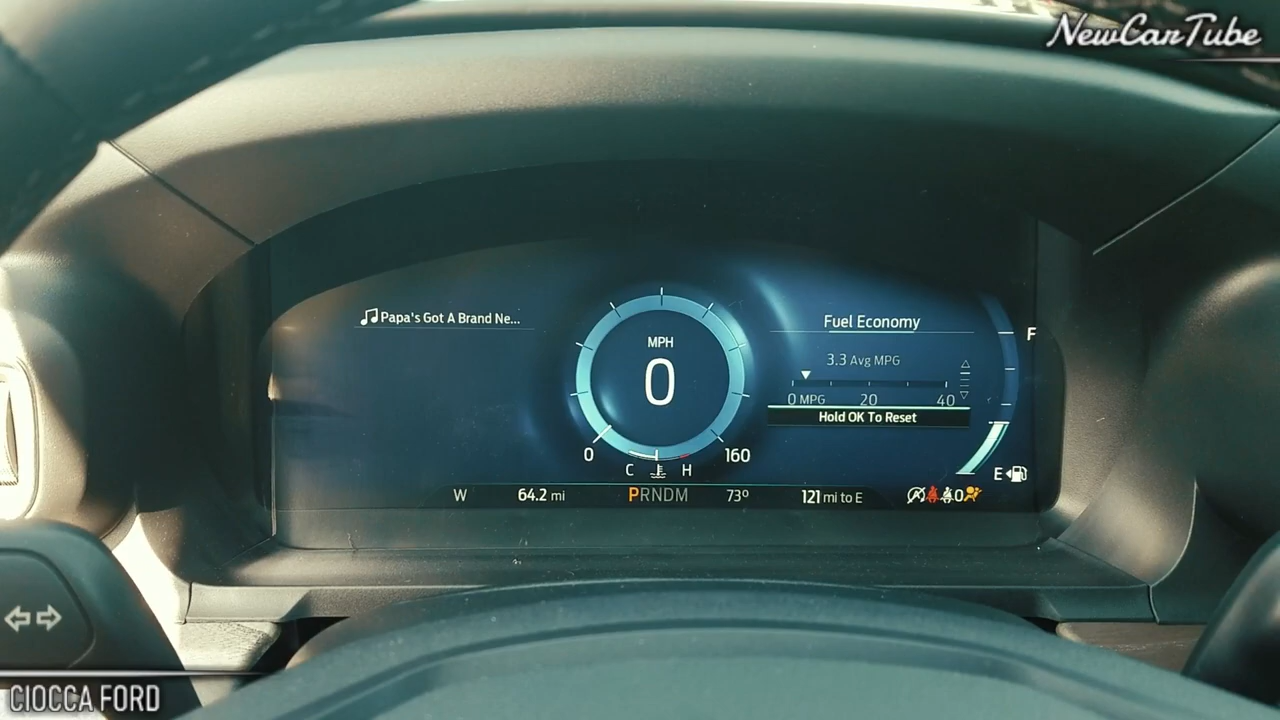 NewCarTube
Papa's Got A Brand Ne...
MPH
0
0
160
C
H
Fuel Economy
3.3 Avg MPG
0 MPG 20 40
Hold OK To Reset
F
E
W 64.2 mi PRNDM 73° 121 mi to E
CIOCCA FORD